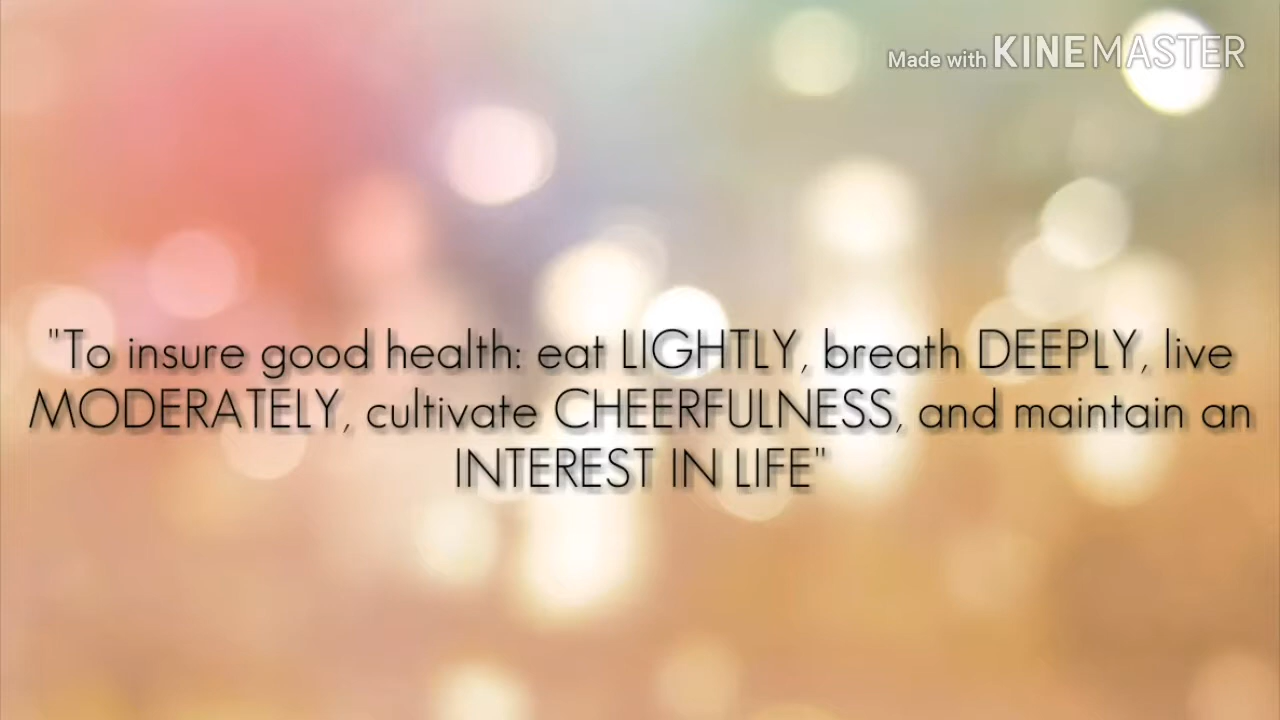 Made with KINEMASTER
"To insure good health: eat LIGHTLY, breath DEEPLY, live
MODERATELY, cultivate CHEERFULNESS, and maintain an
INTEREST IN LIFE"